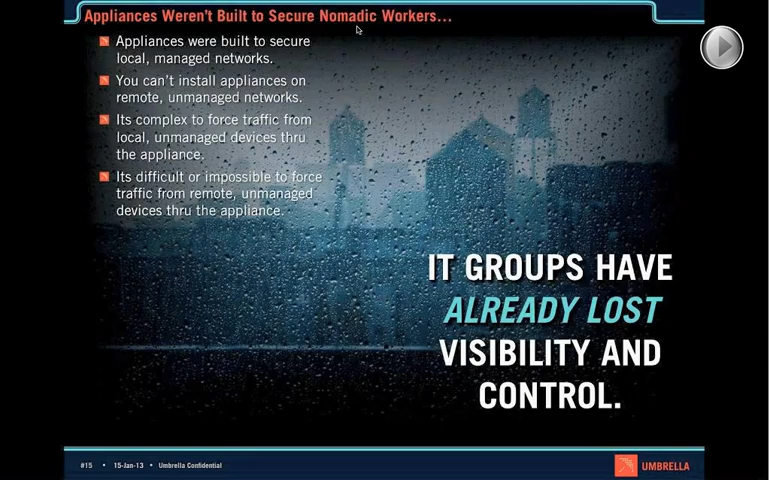 Appliances Weren't Built to Secure Nomadic Workers...
Appliances were built to secure
local, managed networks.
You can't install appliances on
remote, unmanaged networks.
Its complex to force traffic from
local, unmanaged devices thru
the appliance.
Its difficult or impossible to force
traffic from remote, unmanaged
devices thru the appliance.
IT GROUPS HAVE
ALREADY LOST
VISIBILITY AND
CONTROL.
#15 • 15-Jan-13 • Umbrella Confidential
UMBRELLA